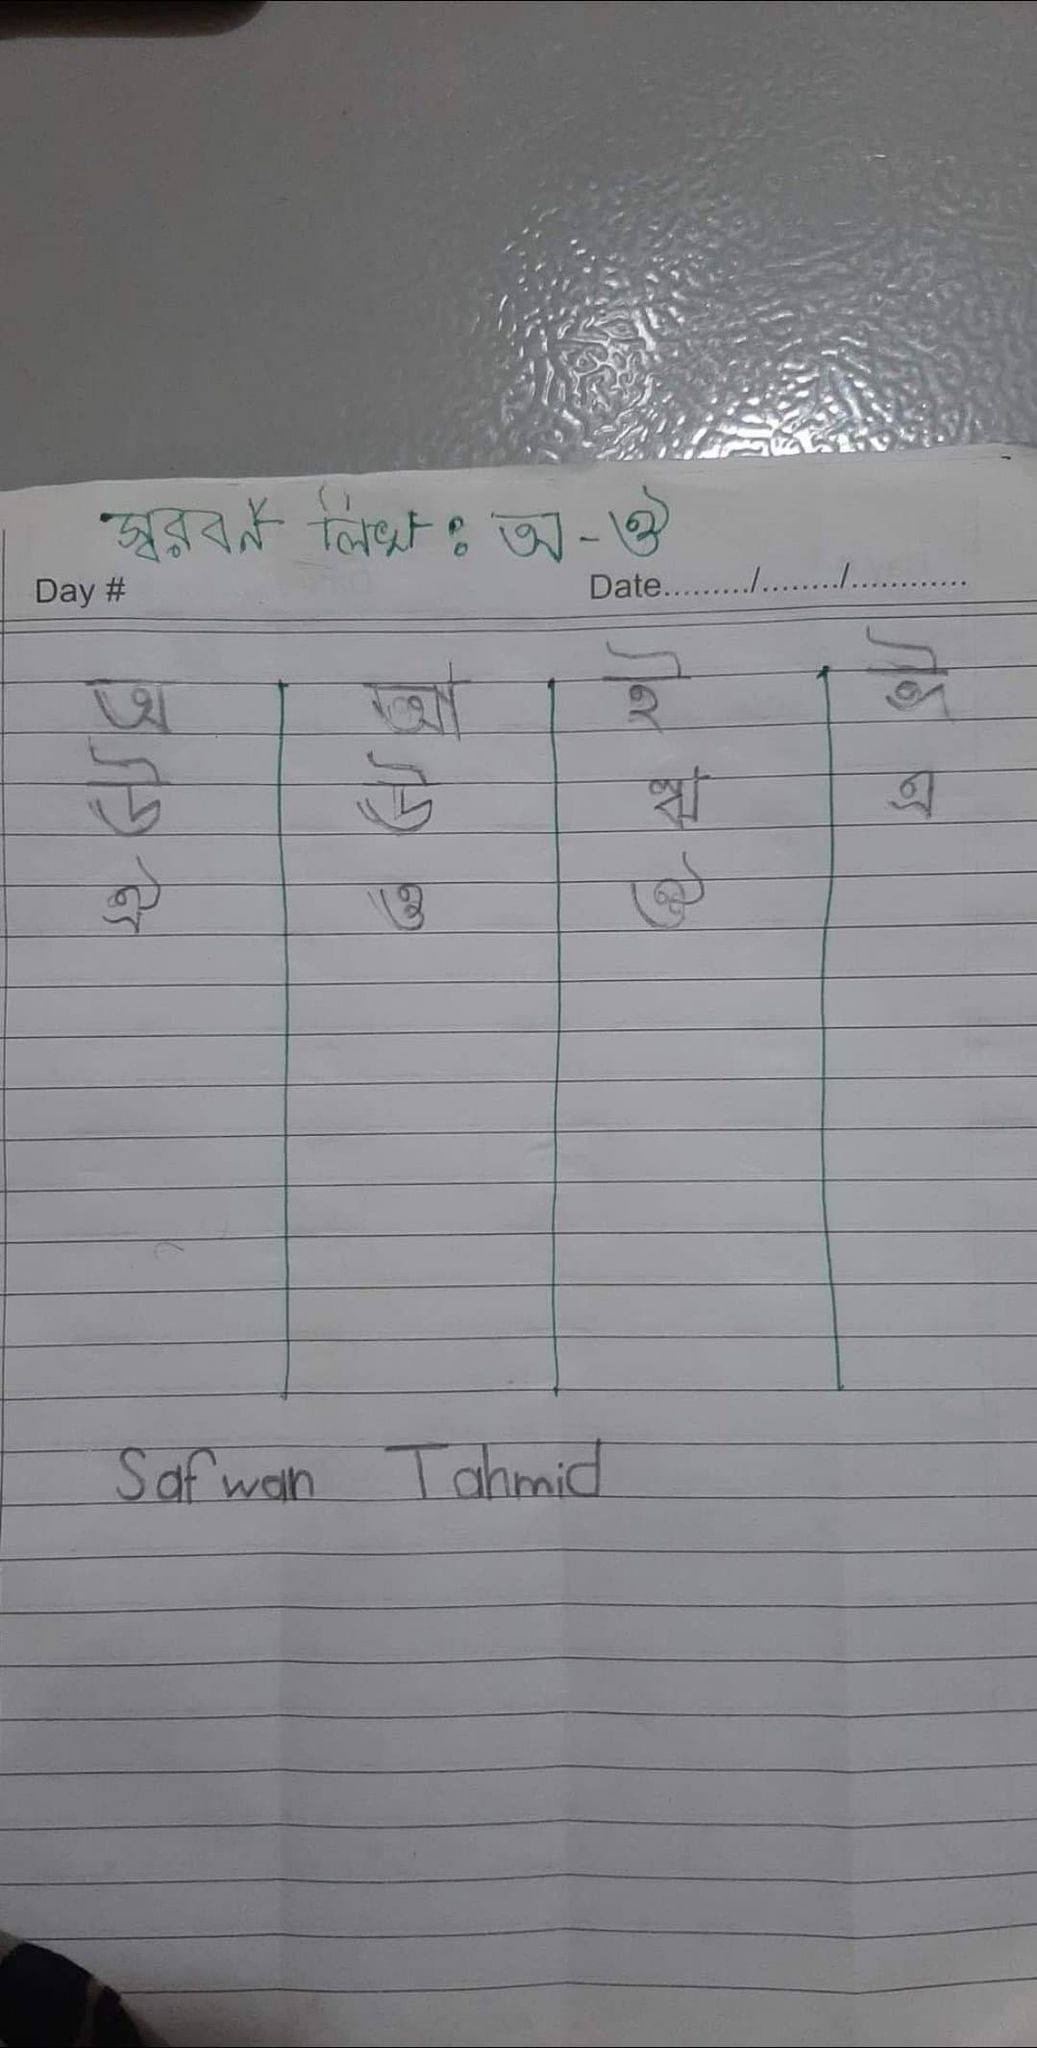 স্বরবর্ন লিখ : অ - ঔ
Day # Date........./......../............
অ আ ই ঈ
উ ঊ ঋ এ
ঐ ও ঔ
Safwan Tahmid